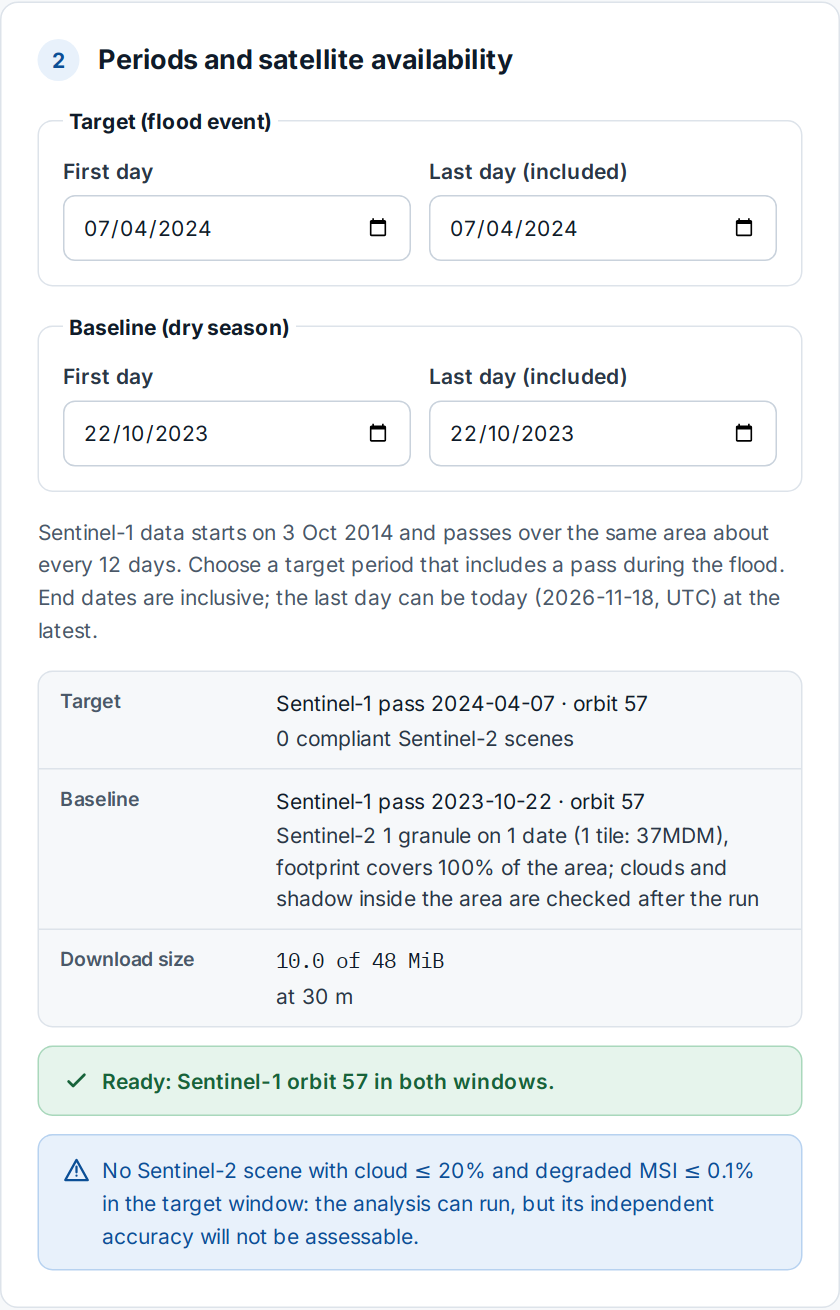 2 Periods and satellite availability
Target (flood event)
First day Last day (included)
07/04/2024 07/04/2024
Baseline (dry season)
First day Last day (included)
22/10/2023 22/10/2023
Sentinel-1 data starts on 3 Oct 2014 and passes over the same area about
every 12 days. Choose a target period that includes a pass during the flood.
End dates are inclusive; the last day can be today (2026-11-18, UTC) at the
latest.
Target Sentinel-1 pass 2024-04-07 · orbit 57
0 compliant Sentinel-2 scenes
Baseline Sentinel-1 pass 2023-10-22 · orbit 57
Sentinel-2 1 granule on 1 date (1 tile: 37MDM),
footprint covers 100% of the area; clouds and
shadow inside the area are checked after the run
Download size 10.0 of 48 MiB
at 30 m
Ready: Sentinel-1 orbit 57 in both windows.
No Sentinel-2 scene with cloud ≤ 20% and degraded MSI ≤ 0.1%
in the target window: the analysis can run, but its independent
accuracy will not be assessable.